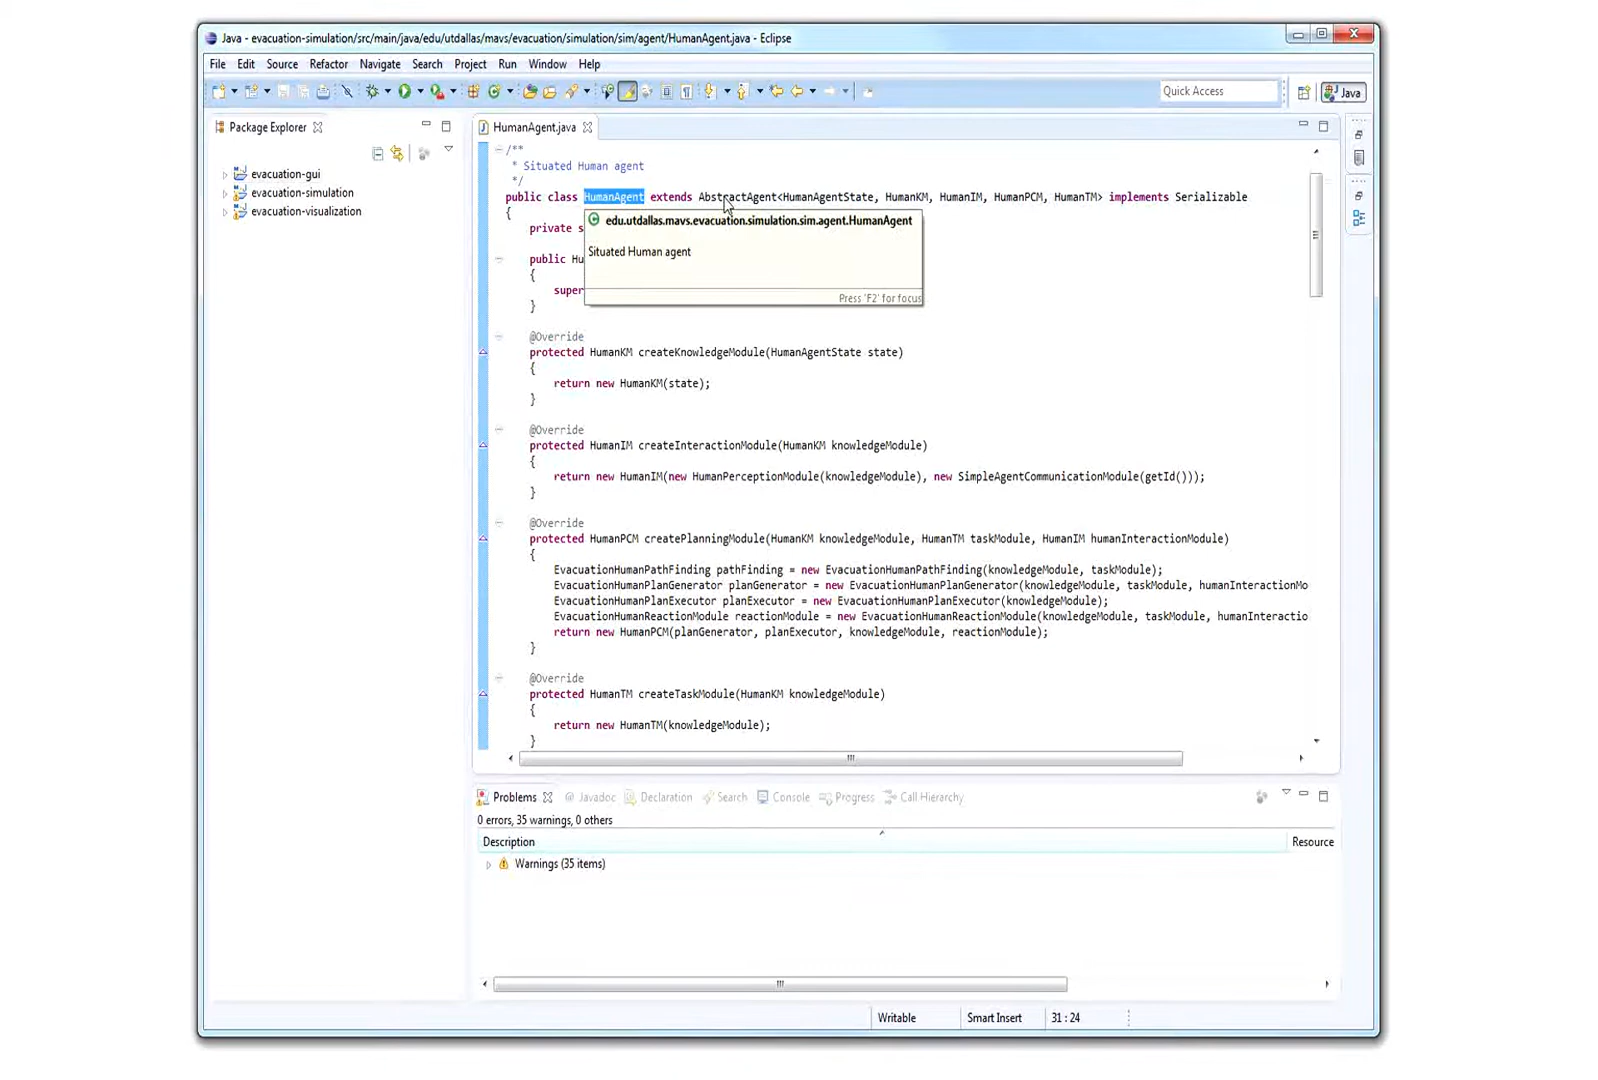 Java - evacuation-simulation/src/main/java/edu/utdallas/mavs/evacuation/simulation/sim/agent/HumanAgent.java - Eclipse
File Edit Source Refactor Navigate Search Project Run Window Help
Quick Access
Java
Package Explorer
evacuation-gui
evacuation-simulation
evacuation-visualization
HumanAgent.java
/**
* Situated Human agent
*/
public class HumanAgent extends AbstractAgent<HumanAgentState, HumanKM, HumanIM, HumanPCM, HumanTM> implements Serializable
{
private s
edu.utdallas.mavs.evacuation.simulation.sim.agent.HumanAgent
Situated Human agent
Press 'F2' for focus
public Hu
{
super
}
@Override
protected HumanKM createKnowledgeModule(HumanAgentState state)
{
return new HumanKM(state);
}
@Override
protected HumanIM createInteractionModule(HumanKM knowledgeModule)
{
return new HumanIM(new HumanPerceptionModule(knowledgeModule), new SimpleAgentCommunicationModule(getId()));
}
@Override
protected HumanPCM createPlanningModule(HumanKM knowledgeModule, HumanTM taskModule, HumanIM humanInteractionModule)
{
EvacuationHumanPathFinding pathFinding = new EvacuationHumanPathFinding(knowledgeModule, taskModule);
EvacuationHumanPlanGenerator planGenerator = new EvacuationHumanPlanGenerator(knowledgeModule, taskModule, humanInteractionMo
EvacuationHumanPlanExecutor planExecutor = new EvacuationHumanPlanExecutor(knowledgeModule);
EvacuationHumanReactionModule reactionModule = new EvacuationHumanReactionModule(knowledgeModule, taskModule, humanInteractio
return new HumanPCM(planGenerator, planExecutor, knowledgeModule, reactionModule);
}
@Override
protected HumanTM createTaskModule(HumanKM knowledgeModule)
{
return new HumanTM(knowledgeModule);
}
Problems Javadoc Declaration Search Console Progress Call Hierarchy
0 errors, 35 warnings, 0 others
Description Resource
Warnings (35 items)
Writable Smart Insert 31 : 24